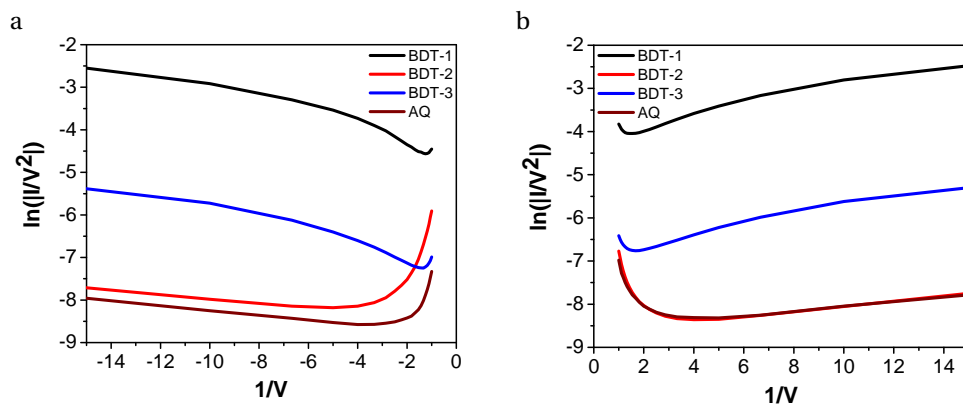 a
-2
-3
-4
-5
-6
-7
-8
-9
ln(|I/V²|)
BDT-1
BDT-2
BDT-3
AQ
-14 -12 -10 -8 -6 -4 -2 0
1/V
b
-2
-3
-4
-5
-6
-7
-8
-9
ln(|I/V²|)
BDT-1
BDT-2
BDT-3
AQ
0 2 4 6 8 10 12 14
1/V